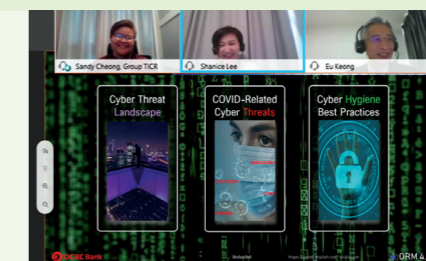 Sandy Cheong, Group TICR
Shanice Lee
Eu Keong
Cyber Threat
Landscape
COVID-Related
Cyber Threats
Cyber Hygiene
Best Practices
OCBC Bank
ORM 4